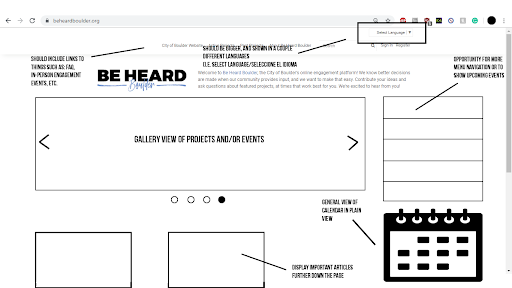 beheardboulder.org
Select Language ▼
City of Boulder Website
Sign In Register
SHOULD INCLUDE LINKS TO
THINGS SUCH AS: FAQ,
IN-PERSON ENGAGEMENT
EVENTS, ETC.
SHOULD BE BIGGER, AND SHOWN IN A COUPLE
DIFFERENT LANGUAGES
I.E. SELECT LANGUAGE/SELECCIONE EL IDIOMA
OPPORTUNITY FOR MORE
MENU NAVIGATION OR TO
SHOW UPCOMING EVENTS
BE HEARD
Boulder
Welcome to Be Heard Boulder, the City of Boulder's online engagement platform! We know better decisions
are made when our community provides input, and we want to make that easy. Contribute your ideas and
ask questions about featured projects, at times that work best for you. We're excited to hear from you!
GALLERY VIEW OF PROJECTS AND/OR EVENTS
GENERAL VIEW OF
CALENDAR IN PLAIN
VIEW
DISPLAY IMPORTANT ARTICLES
FURTHER DOWN THE PAGE